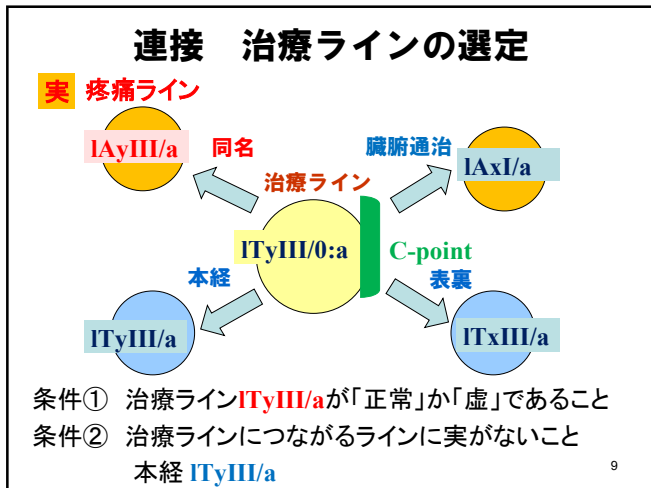 連接　治療ラインの選定
実 疼痛ライン
lAyIII/a
同名
臓腑通治
lAxI/a
治療ライン
lTyIII/0:a
C-point
本経
表裏
lTyIII/a
lTxIII/a
条件①　治療ラインlTyIII/aが「正常」か「虚」であること
条件②　治療ラインにつながるラインに実がないこと
本経 lTyIII/a
9